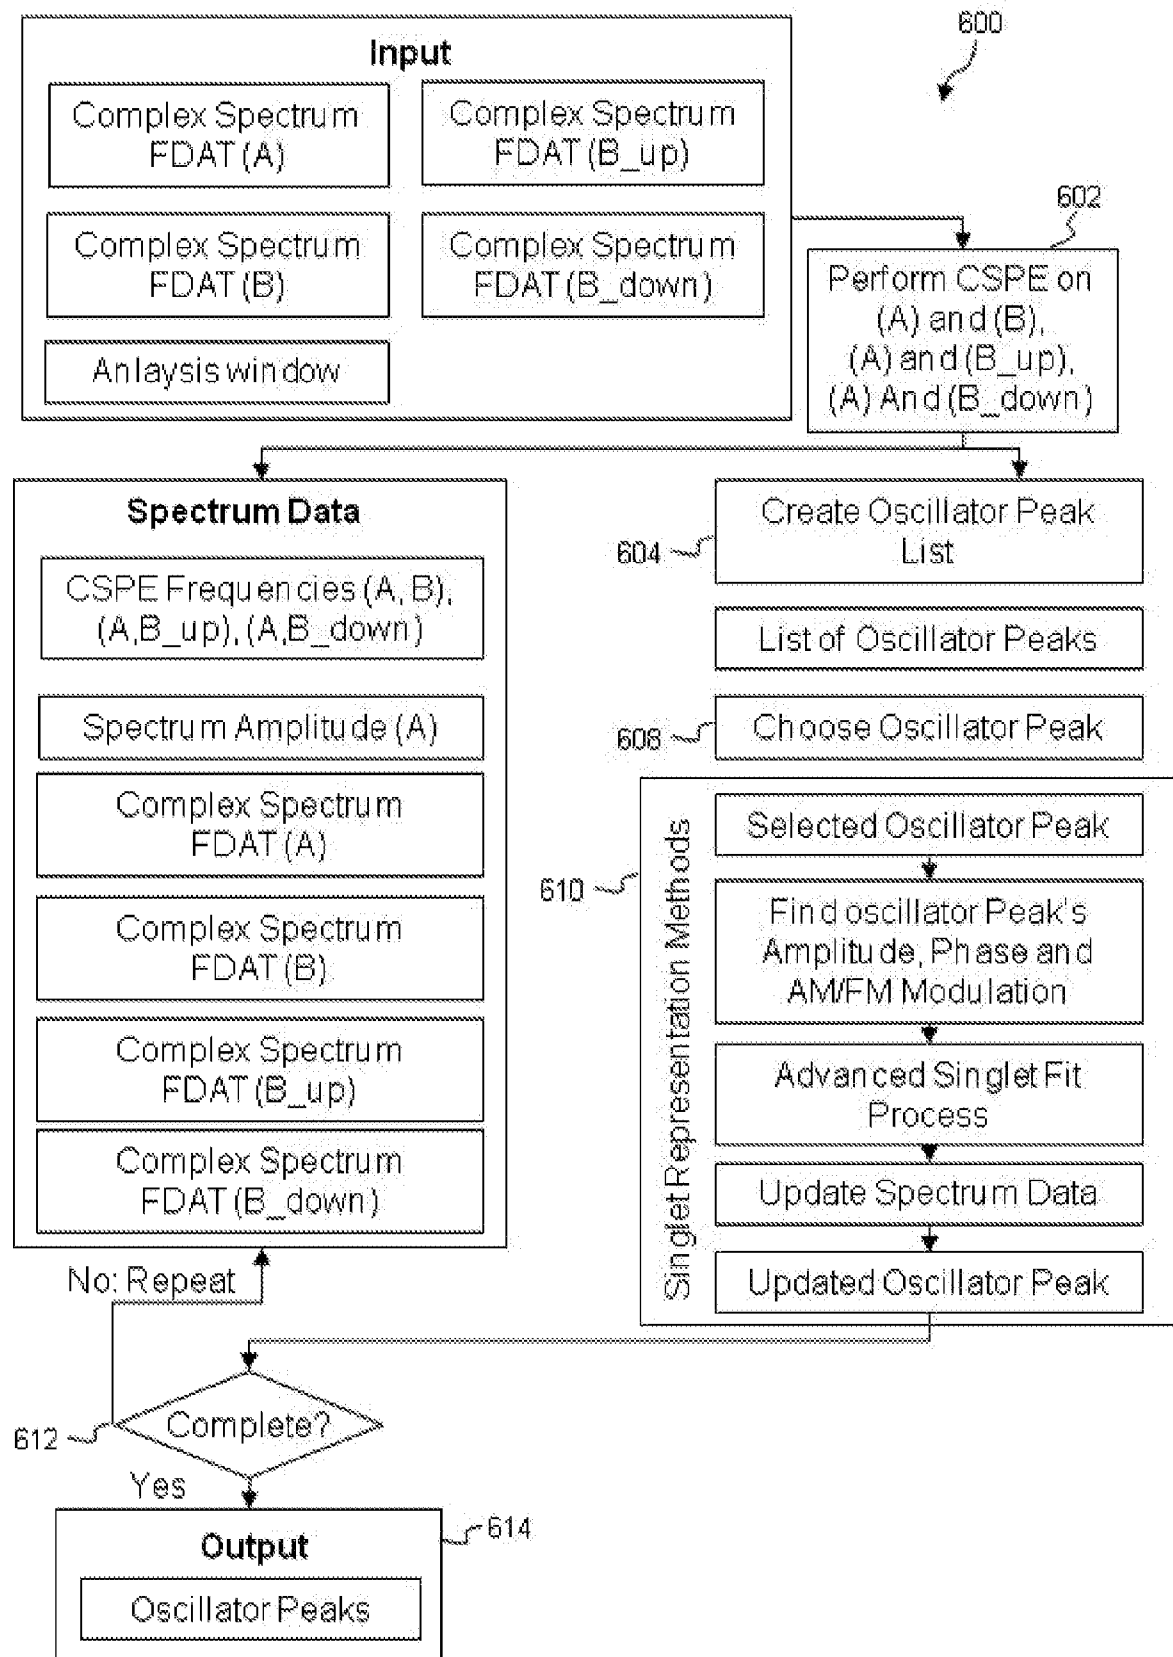 600
Input
Complex Spectrum
FDAT (A)
Complex Spectrum
FDAT (B_up)
Complex Spectrum
FDAT (B)
Complex Spectrum
FDAT (B_down)
Anlaysis window
602
Perform CSPE on
(A) and (B),
(A) and (B_up),
(A) And (B_down)
Spectrum Data
CSPE Frequencies (A, B),
(A,B_up), (A,B_down)
Spectrum Amplitude (A)
Complex Spectrum
FDAT (A)
Complex Spectrum
FDAT (B)
Complex Spectrum
FDAT (B_up)
Complex Spectrum
FDAT (B_down)
604
Create Oscillator Peak
List
List of Oscillator Peaks
608
Choose Oscillator Peak
610
Singlet Representation Methods
Selected Oscillator Peak
Find oscillator Peak's
Amplitude, Phase and
AM/FM Modulation
Advanced Singlet Fit
Process
Update Spectrum Data
Updated Oscillator Peak
No: Repeat
612
Complete?
Yes
614
Output
Oscillator Peaks